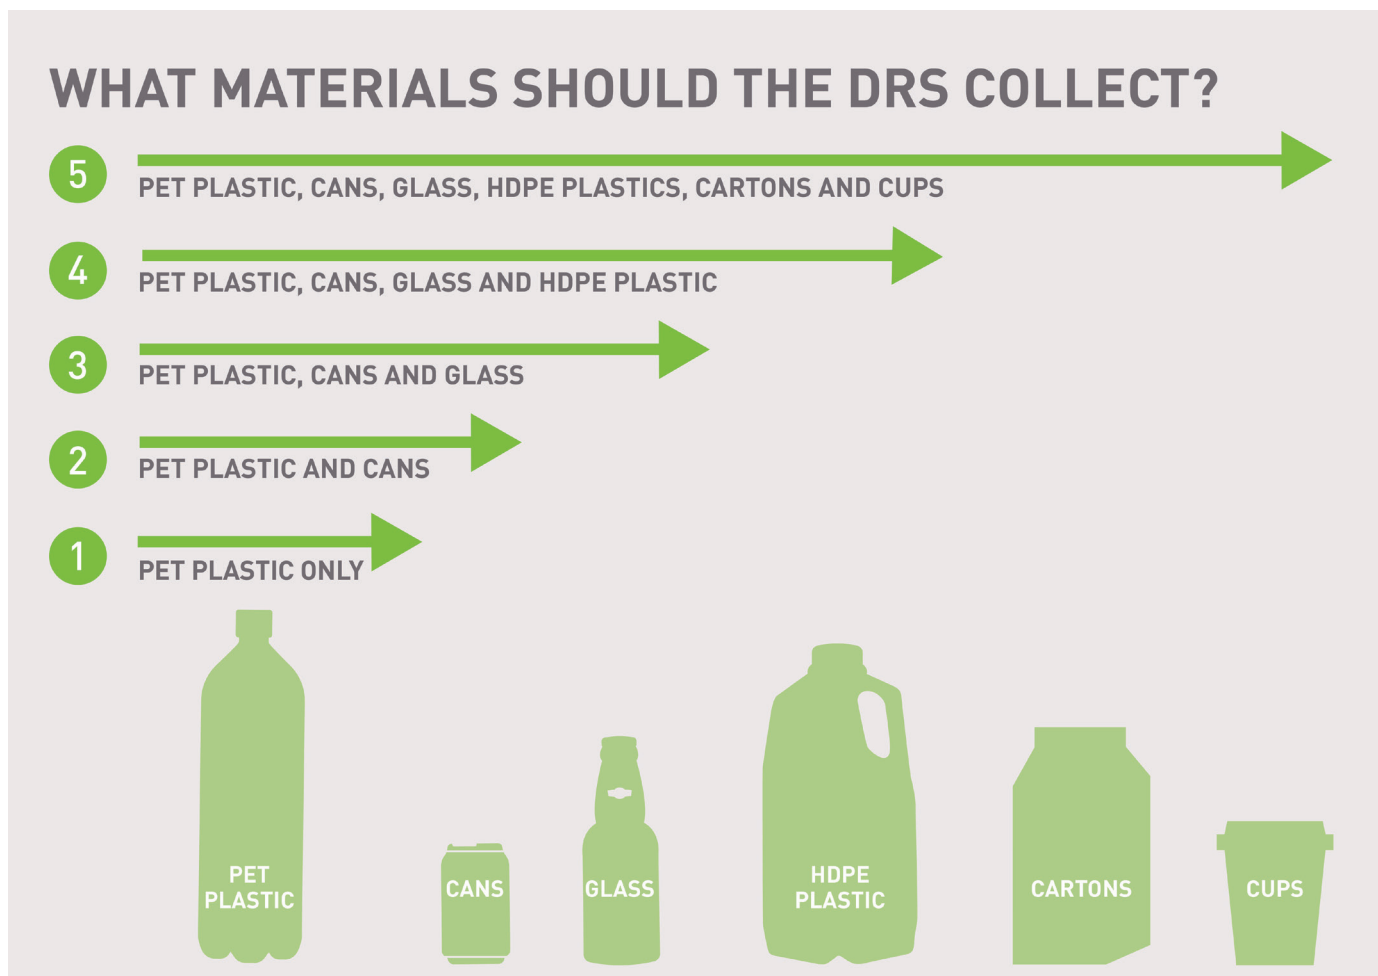 WHAT MATERIALS SHOULD THE DRS COLLECT?
5
PET PLASTIC, CANS, GLASS, HDPE PLASTICS, CARTONS AND CUPS
4
PET PLASTIC, CANS, GLASS AND HDPE PLASTIC
3
PET PLASTIC, CANS AND GLASS
2
PET PLASTIC AND CANS
1
PET PLASTIC ONLY
PET
PLASTIC
CANS
GLASS
HDPE
PLASTIC
CARTONS
CUPS